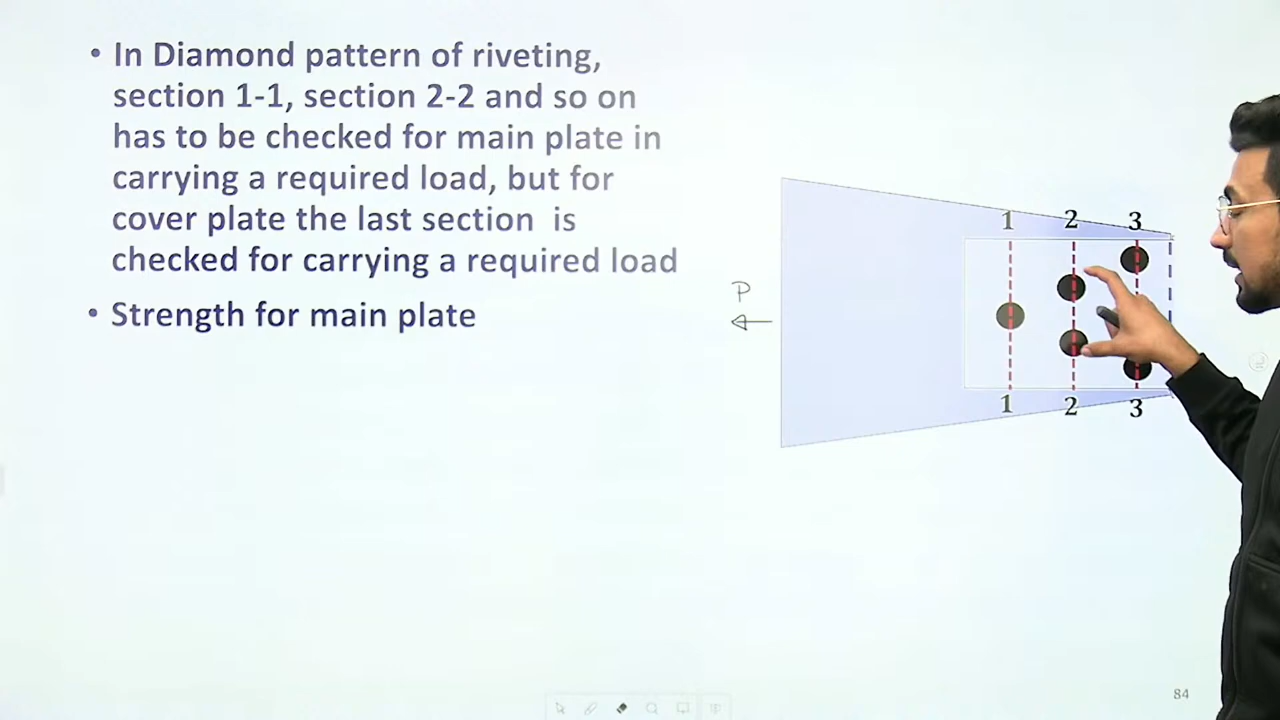 • In Diamond pattern of riveting,
section 1-1, section 2-2 and so on
has to be checked for main plate in
carrying a required load, but for
cover plate the last section is
checked for carrying a required load
• Strength for main plate
1 2 3
P
1 2 3
84